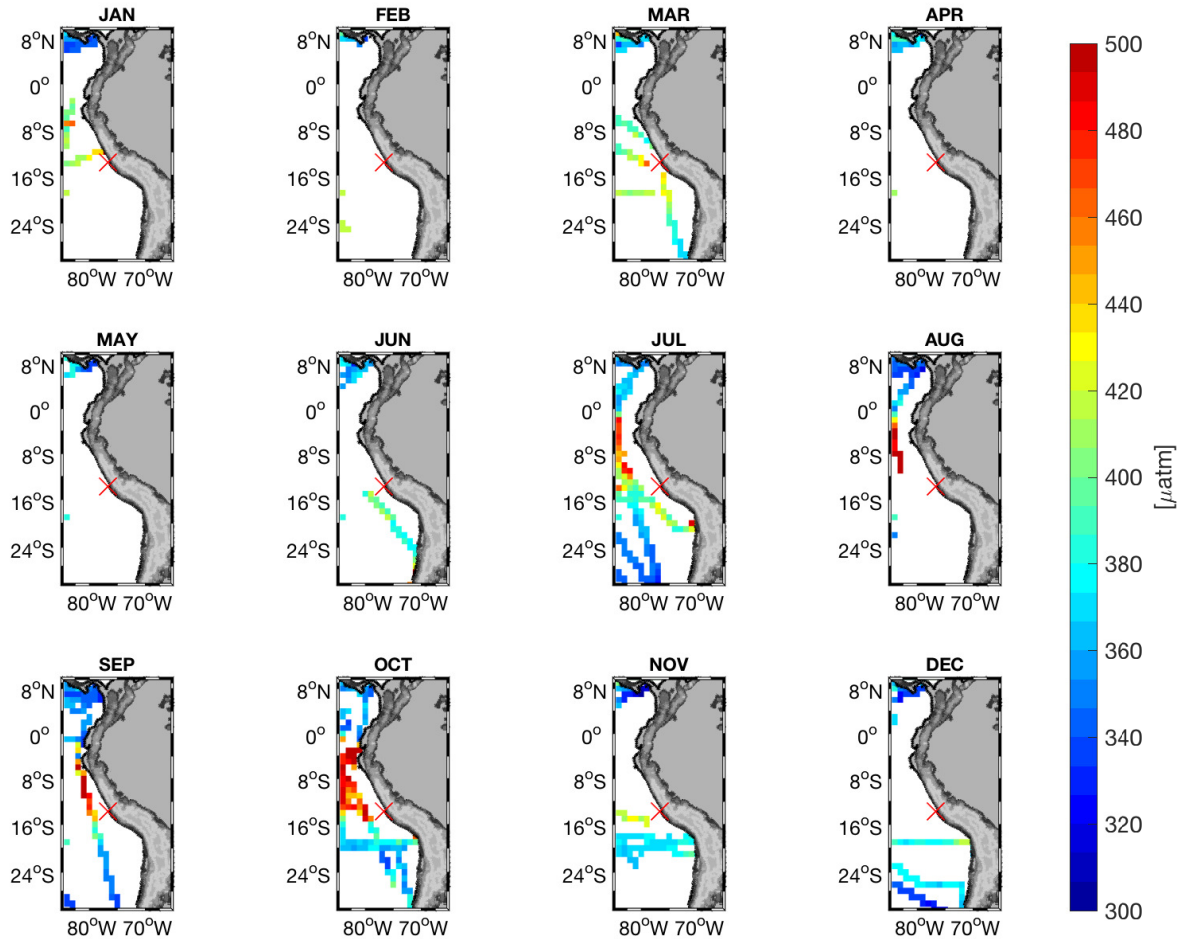 JAN FEB MAR APR
8°N 8°N 8°N 8°N 500
0° 0° 0° 0° 480
8°S 8°S 8°S 8°S
16°S 16°S 16°S 16°S 460
24°S 24°S 24°S 24°S
80°W 70°W 80°W 70°W 80°W 70°W 80°W 70°W
440
MAY JUN JUL AUG
8°N 8°N 8°N 8°N 420
0° 0° 0° 0°
8°S 8°S 8°S 8°S 400
[µatm]
16°S 16°S 16°S 16°S
24°S 24°S 24°S 24°S 380
80°W 70°W 80°W 70°W 80°W 70°W 80°W 70°W
360
SEP OCT NOV DEC
8°N 8°N 8°N 8°N
0° 0° 0° 0° 340
8°S 8°S 8°S 8°S
16°S 16°S 16°S 16°S 320
24°S 24°S 24°S 24°S
300
80°W 70°W 80°W 70°W 80°W 70°W 80°W 70°W